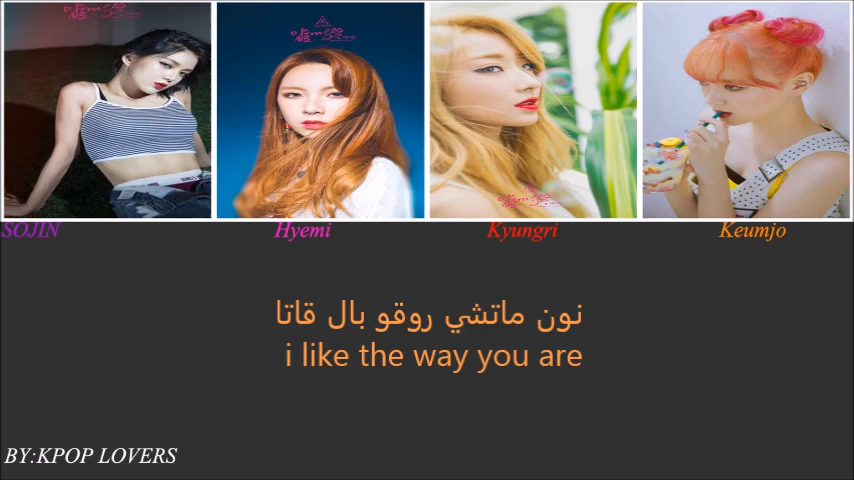 SOJIN
Hyemi
Kyungri
Keumjo
نون ماتشي روقو بال قاتا
i like the way you are
BY:KPOP LOVERS